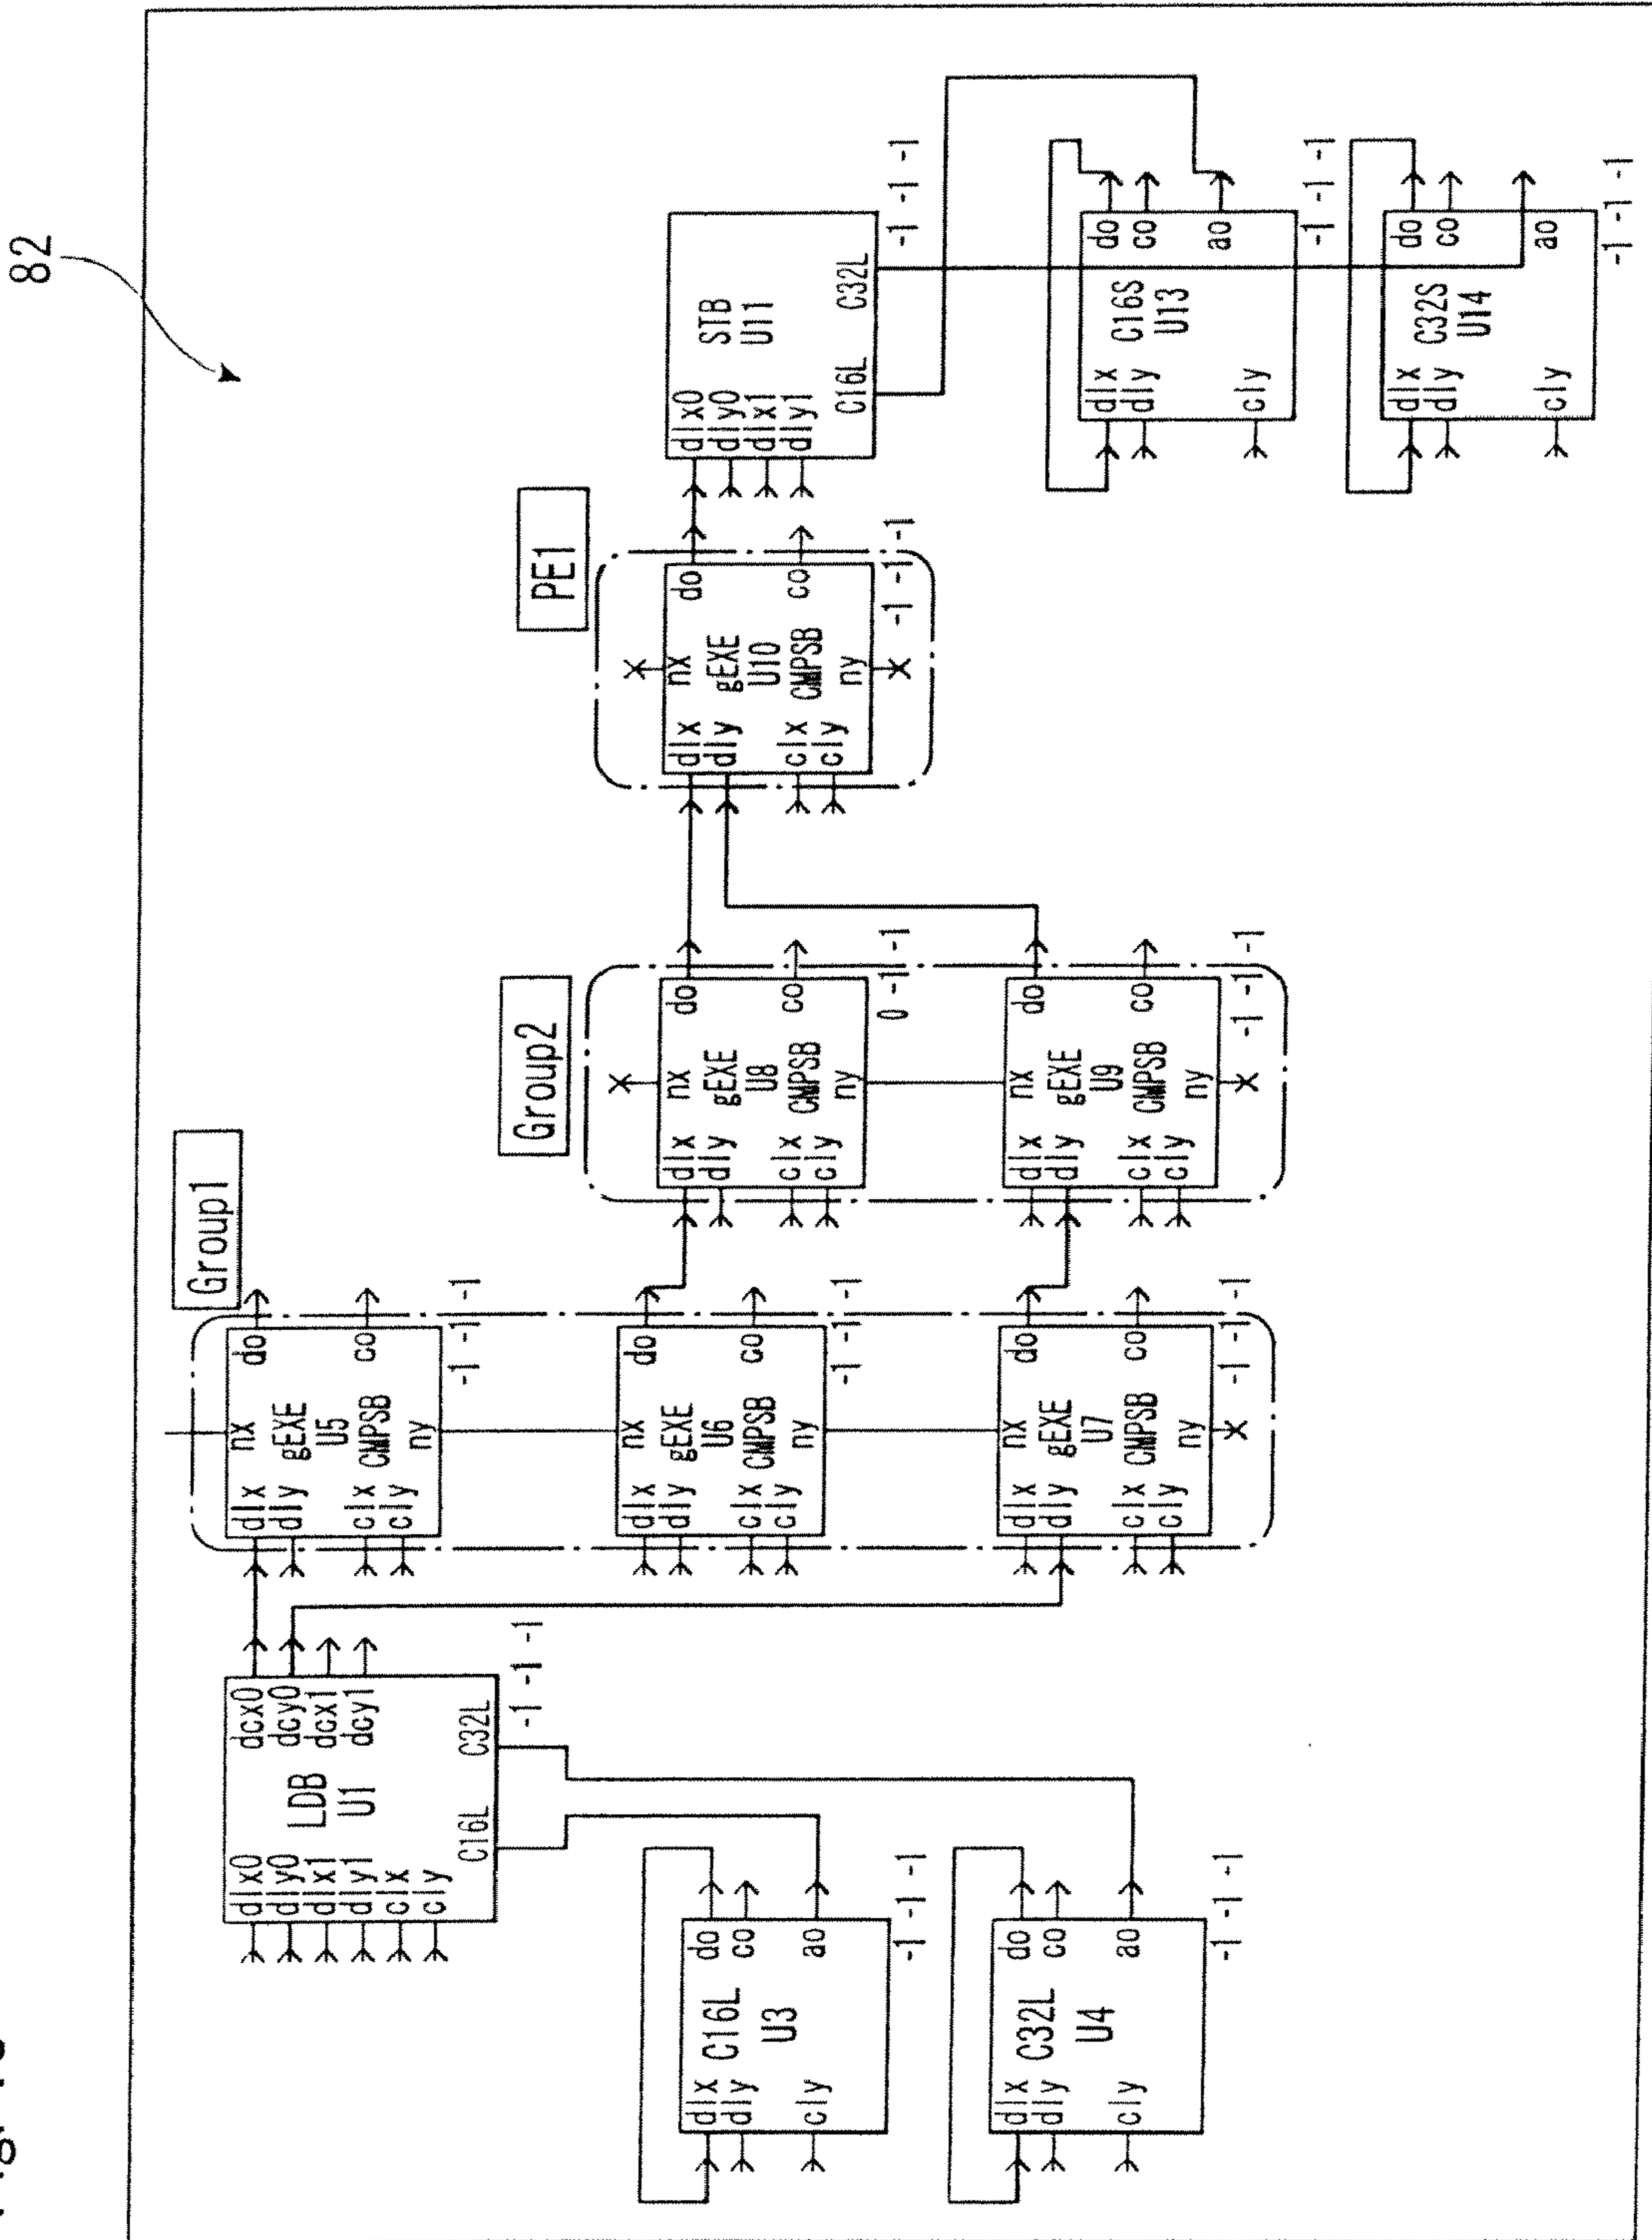 82
Group1
Group2
PE1
LDB
U1
dlx0
dly0
dlx1
dly1
clx
cly
dcx0
dcy0
dcx1
dcy1
C16L
C32L
-1 -1 -1
C16L
U3
dlx
dly
cly
do
co
ao
-1 -1 -1
C32L
U4
dlx
dly
cly
do
co
ao
-1 -1 -1
nx
dlx
dly
gEXE
U5
CMPSB
clx
cly
ny
do
co
-1 -1 -1
nx
dlx
dly
gEXE
U6
CMPSB
clx
cly
ny
do
co
-1 -1 -1
nx
dlx
dly
gEXE
U7
CMPSB
clx
cly
ny
do
co
-1 -1 -1
nx
dlx
dly
gEXE
U8
CMPSB
clx
cly
ny
do
co
0 -1 -1
nx
dlx
dly
gEXE
U9
CMPSB
clx
cly
ny
do
co
-1 -1 -1
nx
dlx
dly
gEXE
U10
CMPSB
clx
cly
ny
do
co
-1 -1 -1
STB
U11
dlx0
dly0
dlx1
dly1
C16L
C32L
-1 -1 -1
C16S
U13
dlx
dly
cly
do
co
ao
-1 -1 -1
C32S
U14
dlx
dly
cly
do
co
ao
-1 -1 -1